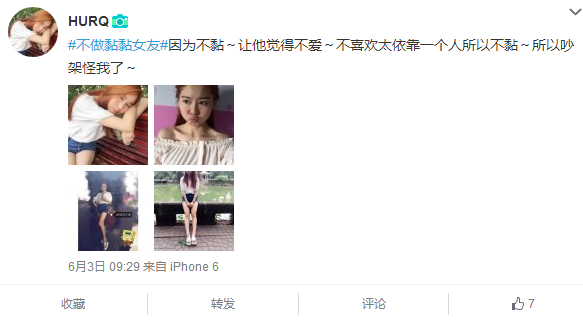 HURQ
#不做黏黏女友#因为不黏～让他觉得不爱～不喜欢太依靠一个人所以不黏～所以吵
架怪我了～
6月3日 09:29 来自 iPhone 6
收藏 转发 评论 7